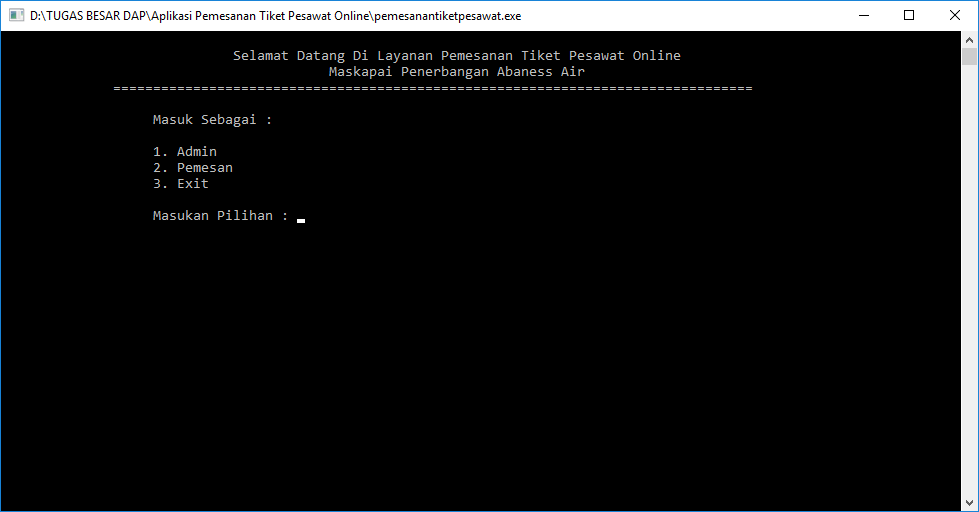 D:\TUGAS BESAR DAP\Aplikasi Pemesanan Tiket Pesawat Online\pemesanantiketpesawat.exe
Selamat Datang Di Layanan Pemesanan Tiket Pesawat Online
Maskapai Penerbangan Abaness Air
================================================================================
Masuk Sebagai :
1. Admin
2. Pemesan
3. Exit
Masukan Pilihan :